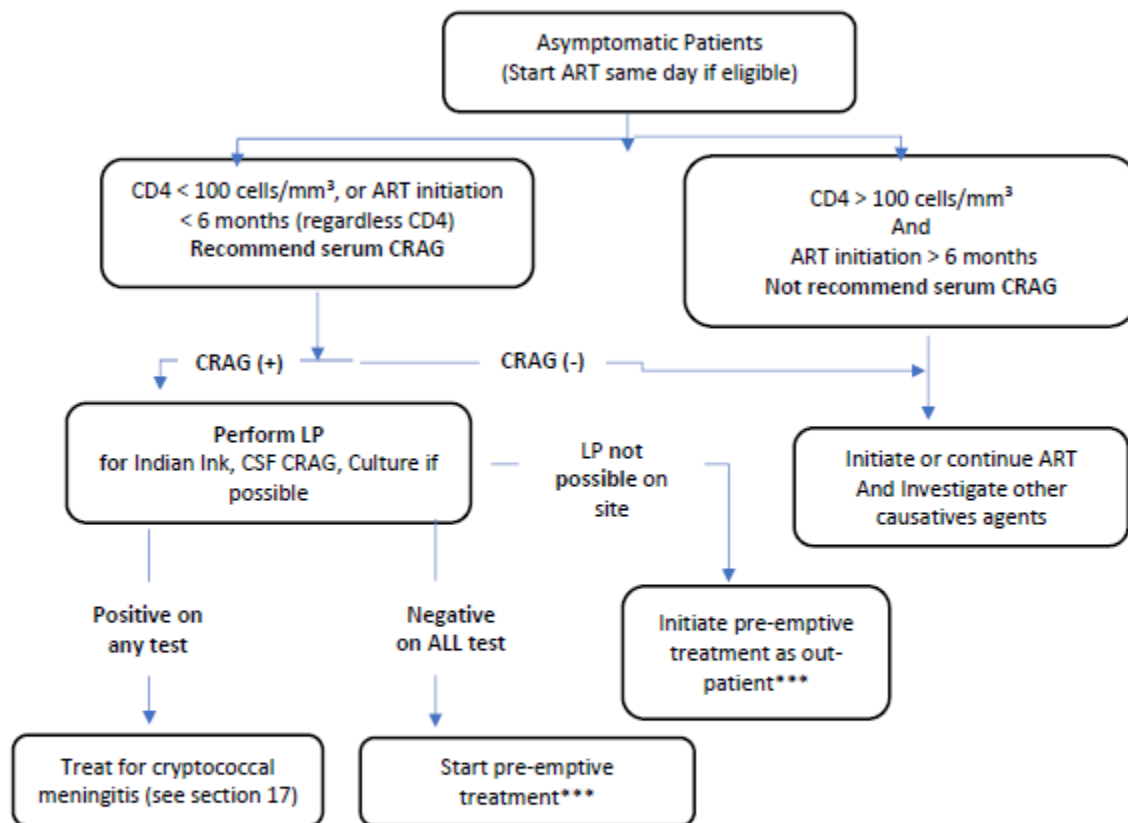 Asymptomatic Patients
(Start ART same day if eligible)
CD4 < 100 cells/mm³, or ART initiation
< 6 months (regardless CD4)
Recommend serum CRAG
CD4 > 100 cells/mm³
And
ART initiation > 6 months
Not recommend serum CRAG
CRAG (+)
CRAG (-)
Perform LP
for Indian Ink, CSF CRAG, Culture if
possible
LP not
possible on
site
Initiate or continue ART
And Investigate other
causatives agents
Positive on
any test
Negative
on ALL test
Initiate pre-emptive
treatment as out-
patient***
Treat for cryptococcal
meningitis (see section 17)
Start pre-emptive
treatment***